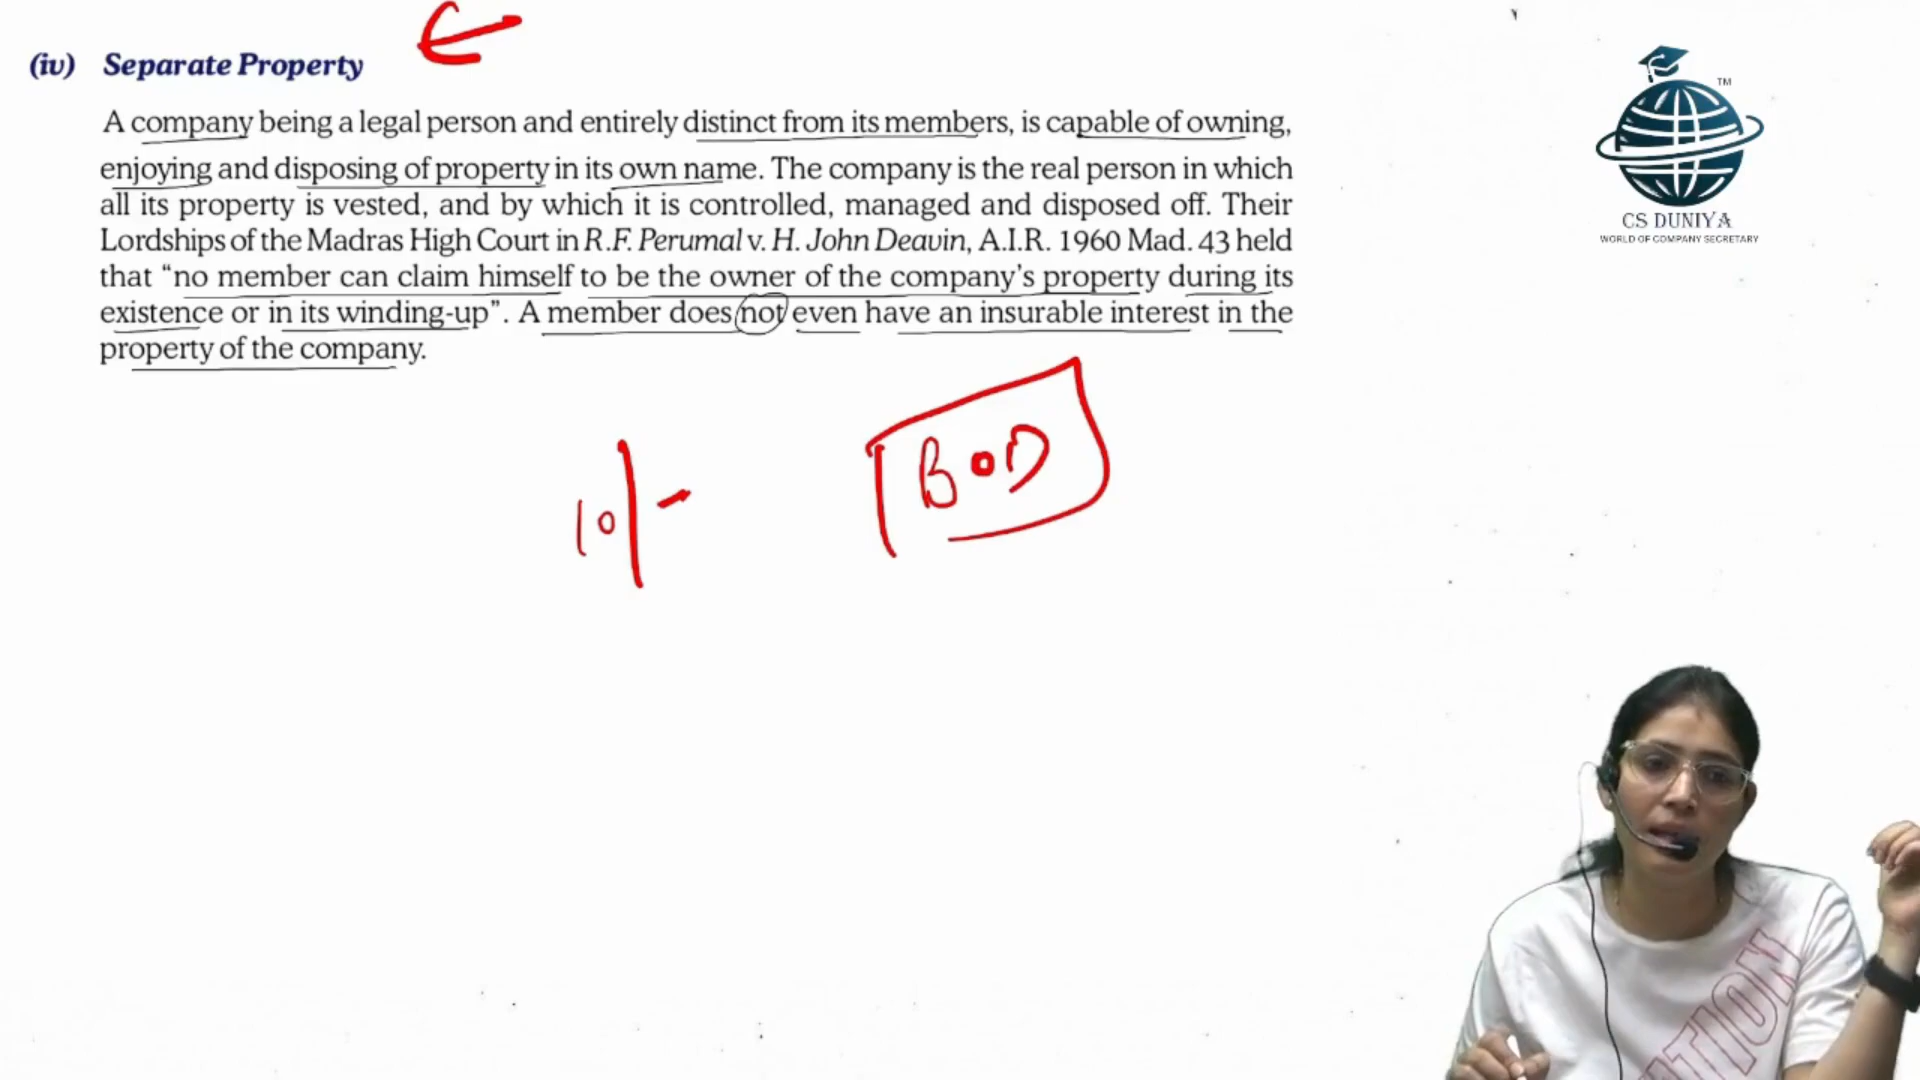 (iv) Separate Property
A company being a legal person and entirely distinct from its members, is capable of owning,
enjoying and disposing of property in its own name. The company is the real person in which
all its property is vested, and by which it is controlled, managed and disposed off. Their
Lordships of the Madras High Court in R.F. Perumal v. H. John Deavin, A.I.R. 1960 Mad. 43 held
that “no member can claim himself to be the owner of the company’s property during its
existence or in its winding-up”. A member does not even have an insurable interest in the
property of the company.
10/-
BOD
TM
CS DUNIYA
WORLD OF COMPANY SECRETARY